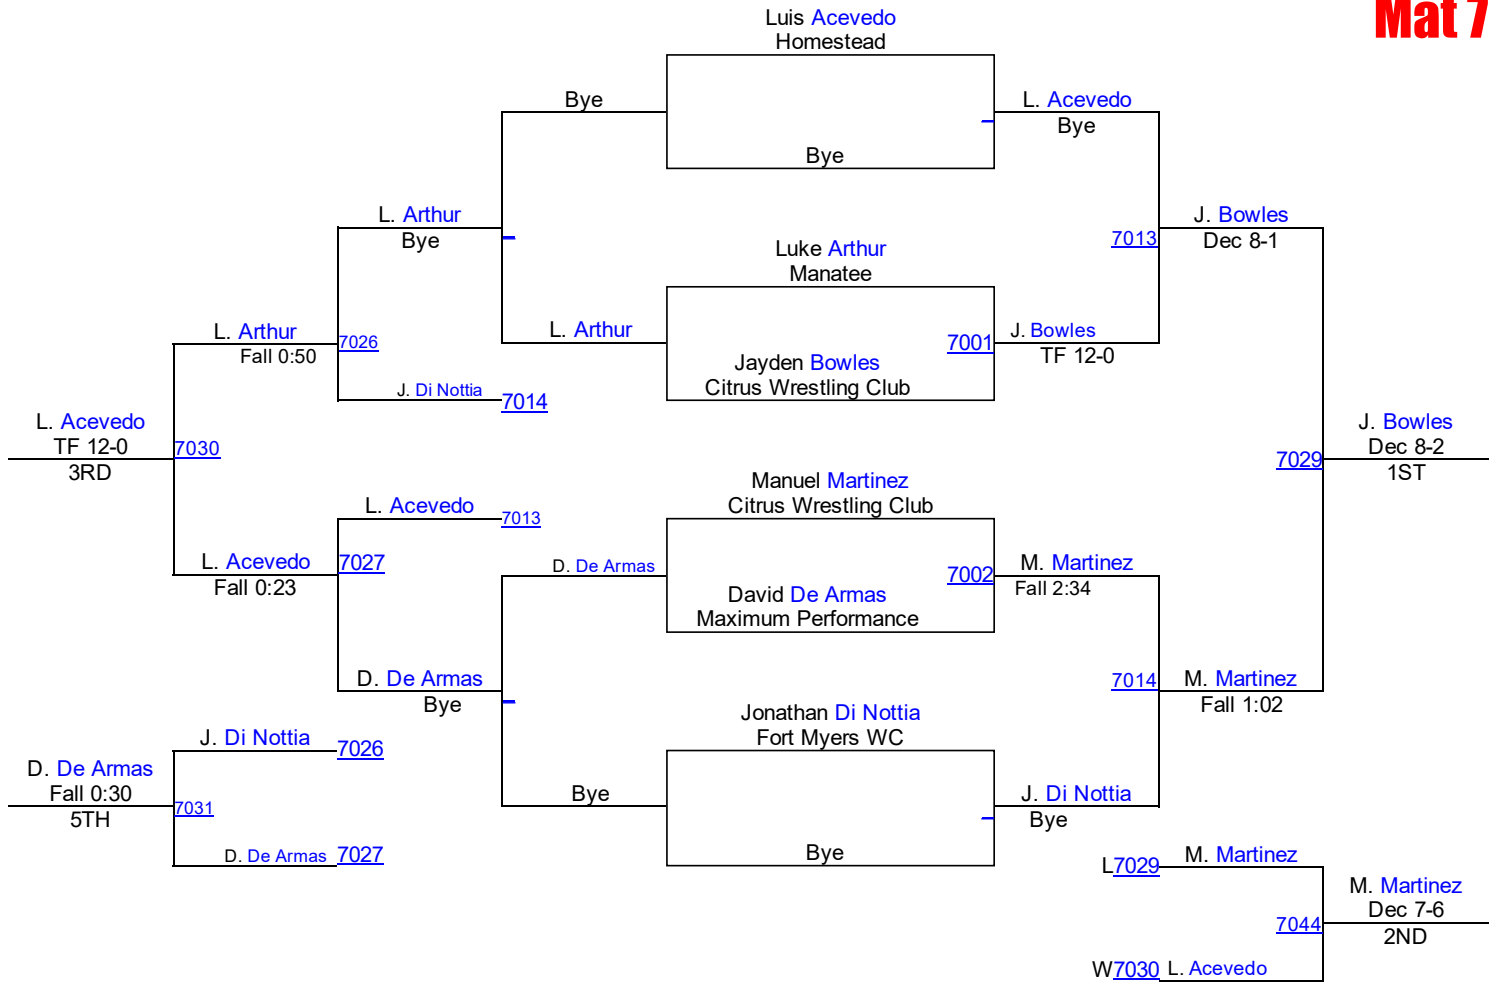 Mat 7
Luis Acevedo
Homestead
Bye
L. Acevedo
Bye
Bye
L. Arthur
Bye
J. Bowles
Dec 8-1
7013
Luke Arthur
Manatee
L. Arthur
Fall 0:50
7026
L. Arthur
7001
J. Bowles
TF 12-0
Jayden Bowles
Citrus Wrestling Club
J. Di Nottia
7014
L. Acevedo
TF 12-0
3RD
7030
J. Bowles
Dec 8-2
1ST
7029
Manuel Martinez
Citrus Wrestling Club
L. Acevedo
7013
L. Acevedo
Fall 0:23
7027
D. De Armas
7002
M. Martinez
Fall 2:34
David De Armas
Maximum Performance
D. De Armas
Bye
7014
M. Martinez
Fall 1:02
Jonathan Di Nottia
Fort Myers WC
J. Di Nottia
7026
D. De Armas
Fall 0:30
5TH
7031
Bye
J. Di Nottia
Bye
Bye
D. De Armas
7027
L7029
M. Martinez
M. Martinez
Dec 7-6
2ND
7044
W7030
L. Acevedo